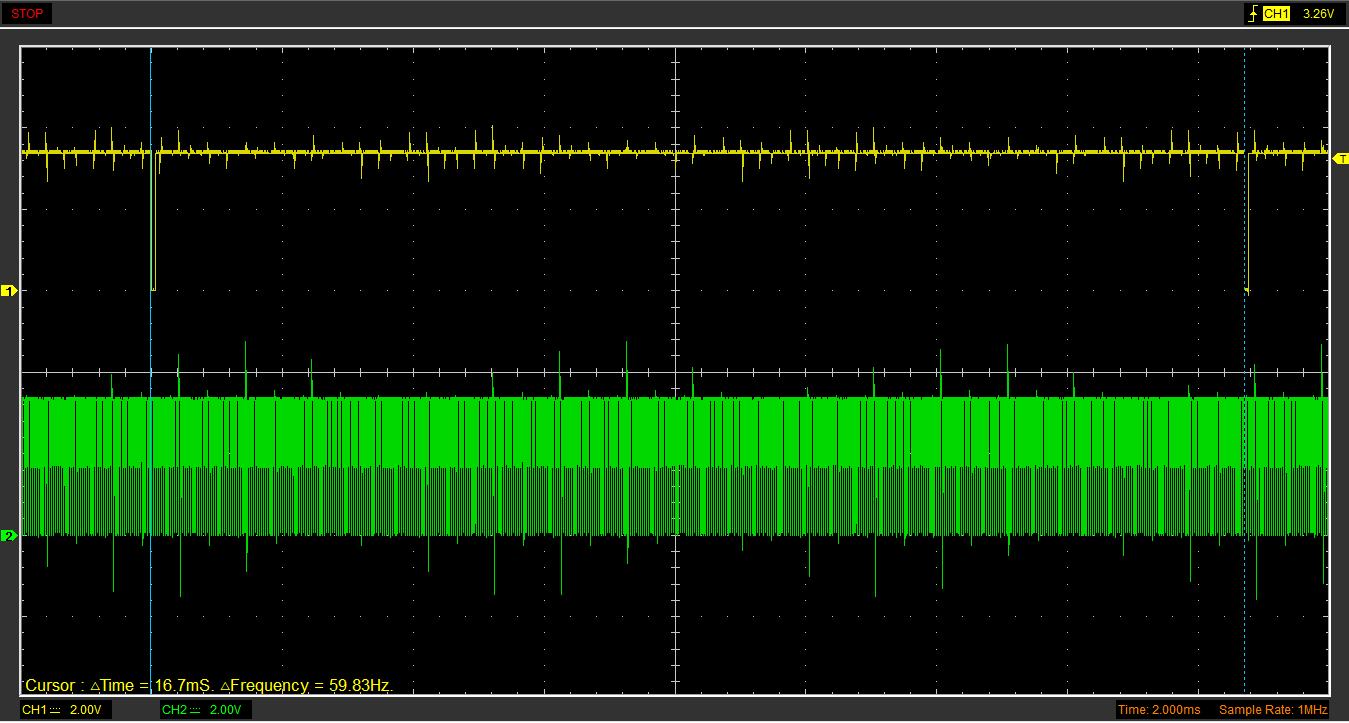 STOP
CH1 3.26V
T
1
2
Cursor : △Time = 16.7mS. △Frequency = 59.83Hz.
CH1 2.00V CH2 2.00V Time: 2.000ms Sample Rate: 1MHz